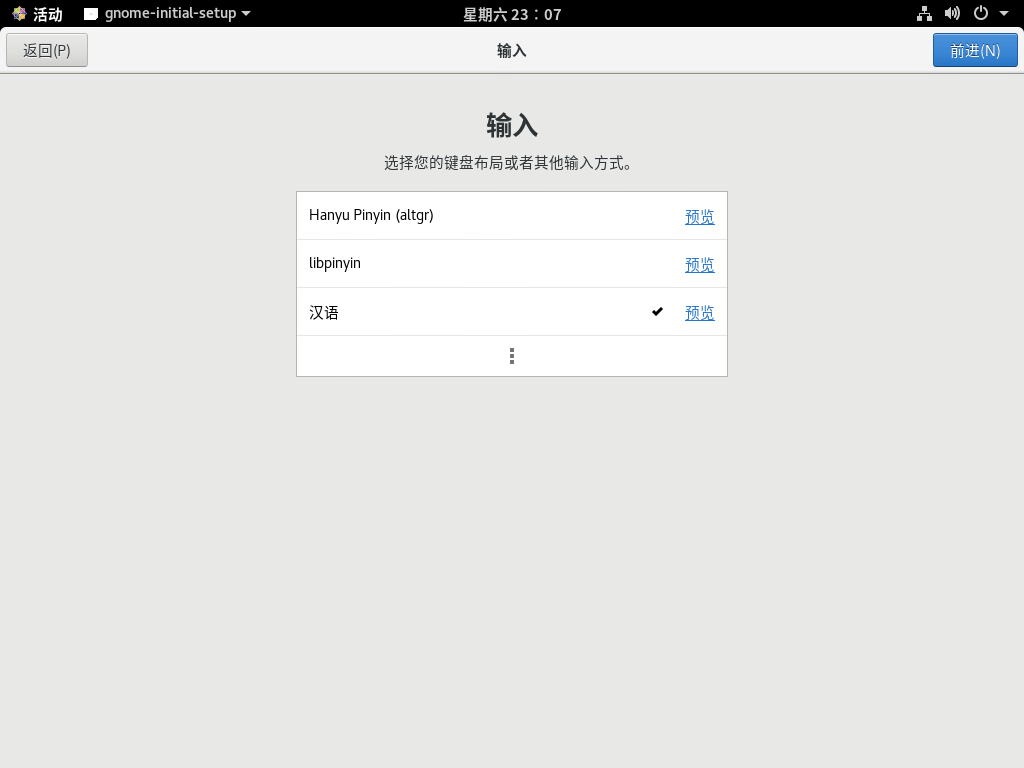 活动 gnome-initial-setup 星期六 23：07
返回(P) 输入 前进(N)
输入
选择您的键盘布局或者其他输入方式。
Hanyu Pinyin (altgr) 预览
libpinyin 预览
汉语 预览